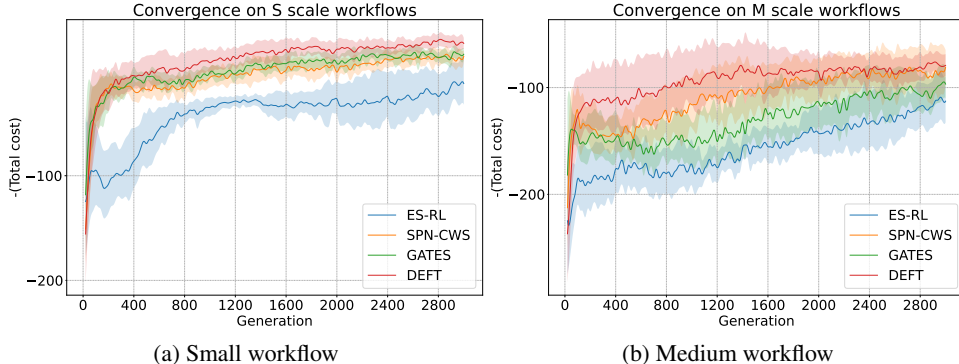 Convergence on S scale workflows
-(Total cost)
−100
−200
0 400 800 1200 1600 2000 2400 2800
Generation
ES-RL
SPN-CWS
GATES
DEFT
(a) Small workflow
Convergence on M scale workflows
-(Total cost)
−100
−200
0 400 800 1200 1600 2000 2400 2800
Generation
ES-RL
SPN-CWS
GATES
DEFT
(b) Medium workflow